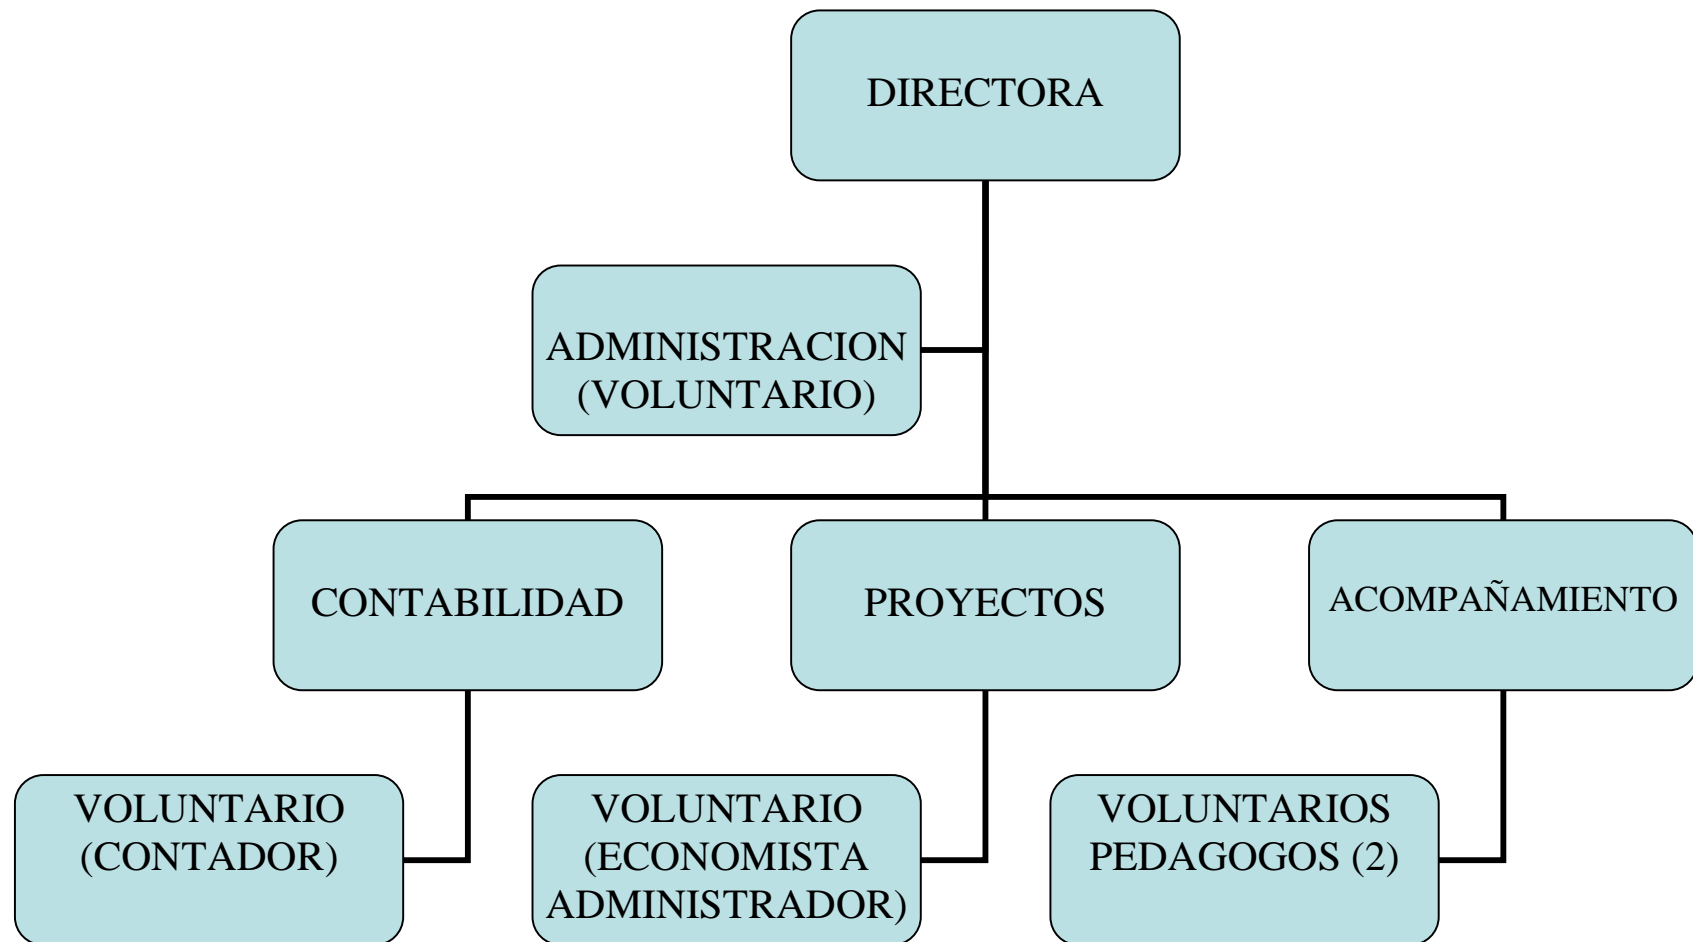 DIRECTORA
ADMINISTRACION
(VOLUNTARIO)
CONTABILIDAD
PROYECTOS
ACOMPAÑAMIENTO
VOLUNTARIO
(CONTADOR)
VOLUNTARIO
(ECONOMISTA
ADMINISTRADOR)
VOLUNTARIOS
PEDAGOGOS (2)